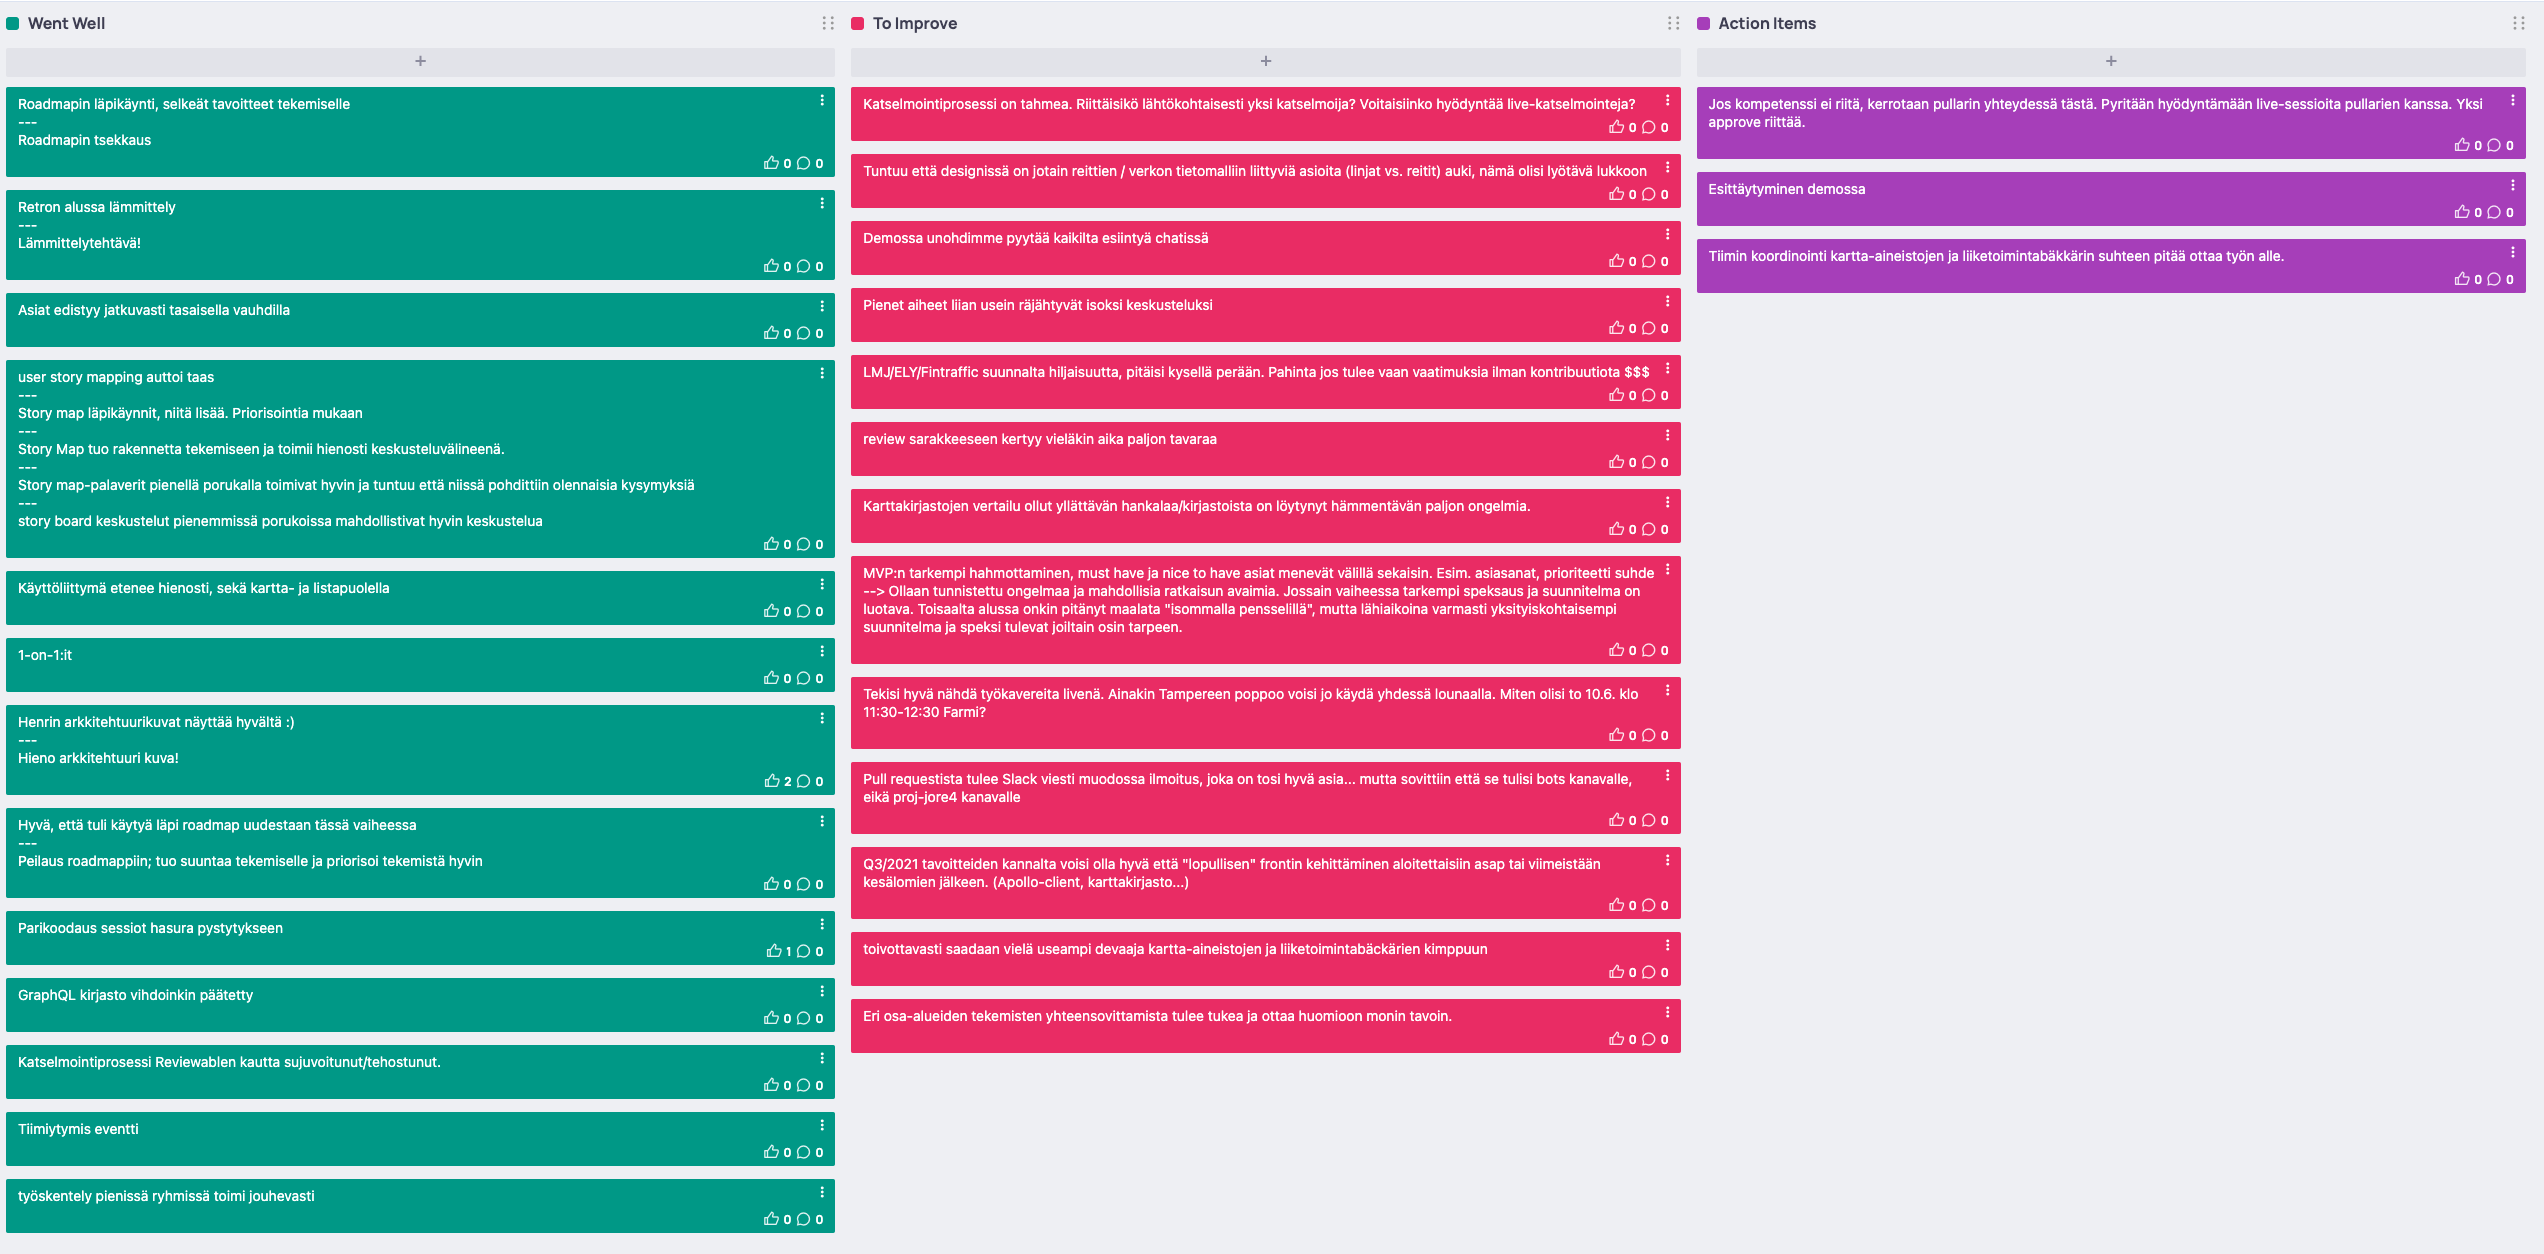 Went Well
+
Roadmapin läpikäynti, selkeät tavoitteet tekemiselle
---
Roadmapin tsekkaus
0 0
Retron alussa lämmittely
---
Lämmittelytehtävä!
0 0
Asiat edistyy jatkuvasti tasaisella vauhdilla
0 0
user story mapping auttoi taas
---
Story map läpikäynnit, niitä lisää. Priorisointia mukaan
---
Story Map tuo rakennetta tekemiseen ja toimii hienosti keskusteluvälineenä.
---
Story map-palaverit pienellä porukalla toimivat hyvin ja tuntuu että niissä pohdittiin olennaisia kysymyksiä
---
story board keskustelut pienemmissä porukoissa mahdollistivat hyvin keskustelua
0 0
Käyttöliittymä etenee hienosti, sekä kartta- ja listapuolella
0 0
1-on-1:it
0 0
Henrin arkkitehtuurikuvat näyttää hyvältä :)
---
Hieno arkkitehtuuri kuva!
2 0
Hyvä, että tuli käytyä läpi roadmap uudestaan tässä vaiheessa
---
Peilaus roadmappiin; tuo suuntaa tekemiselle ja priorisoi tekemistä hyvin
0 0
Parikoodaus sessiot hasura pystytykseen
1 0
GraphQL kirjasto vihdoinkin päätetty
0 0
Katselmointiprosessi Reviewablen kautta sujuvoitunut/tehostunut.
0 0
Tiimiytymis eventti
0 0
työskentely pienissä ryhmissä toimi jouhevasti
0 0
To Improve
+
Katselmointiprosessi on tahmea. Riittäisikö lähtökohtaisesti yksi katselmoija? Voitaisiinko hyödyntää live-katselmointeja?
0 0
Tuntuu että designissä on jotain reittien / verkon tietomalliin liittyviä asioita (linjat vs. reitit) auki, nämä olisi lyötävä lukkoon
0 0
Demossa unohdimme pyytää kaikilta esiintyä chatissä
0 0
Pienet aiheet liian usein räjähtyvät isoksi keskusteluksi
0 0
LMJ/ELY/Fintraffic suunnalta hiljaisuutta, pitäisi kysellä perään. Pahinta jos tulee vaan vaatimuksia ilman kontribuutiota $$$
0 0
review sarakkeeseen kertyy vieläkin aika paljon tavaraa
0 0
Karttakirjastojen vertailu ollut yllättävän hankalaa/kirjastoista on löytynyt hämmentävän paljon ongelmia.
0 0
MVP:n tarkempi hahmottaminen, must have ja nice to have asiat menevät välillä sekaisin. Esim. asiasanat, prioriteetti suhde
--> Ollaan tunnistettu ongelmaa ja mahdollisia ratkaisun avaimia. Jossain vaiheessa tarkempi speksaus ja suunnitelma on
luotava. Toisaalta alussa onkin pitänyt maalata "isommalla pensselillä", mutta lähiaikoina varmasti yksityiskohtaisempi
suunnitelma ja speksi tulevat joiltain osin tarpeen.
0 0
Tekisi hyvä nähdä työkavereita livenä. Ainakin Tampereen poppoo voisi jo käydä yhdessä lounaalla. Miten olisi to 10.6. klo
11:30-12:30 Farmi?
0 0
Pull requestista tulee Slack viesti muodossa ilmoitus, joka on tosi hyvä asia... mutta sovittiin että se tulisi bots kanavalle,
eikä proj-jore4 kanavalle
0 0
Q3/2021 tavoitteiden kannalta voisi olla hyvä että "lopullisen" frontin kehittäminen aloitettaisiin asap tai viimeistään
kesälomien jälkeen. (Apollo-client, karttakirjasto...)
0 0
toivottavasti saadaan vielä useampi devaaja kartta-aineistojen ja liiketoimintabäckärien kimppuun
0 0
Eri osa-alueiden tekemisten yhteensovittamista tulee tukea ja ottaa huomioon monin tavoin.
0 0
Action Items
+
Jos kompetenssi ei riitä, kerrotaan pullarin yhteydessä tästä. Pyritään hyödyntämään live-sessioita pullarien kanssa. Yksi
approve riittää.
0 0
Esittäytyminen demossa
0 0
Tiimin koordinointi kartta-aineistojen ja liiketoimintabäkkärin suhteen pitää ottaa työn alle.
0 0